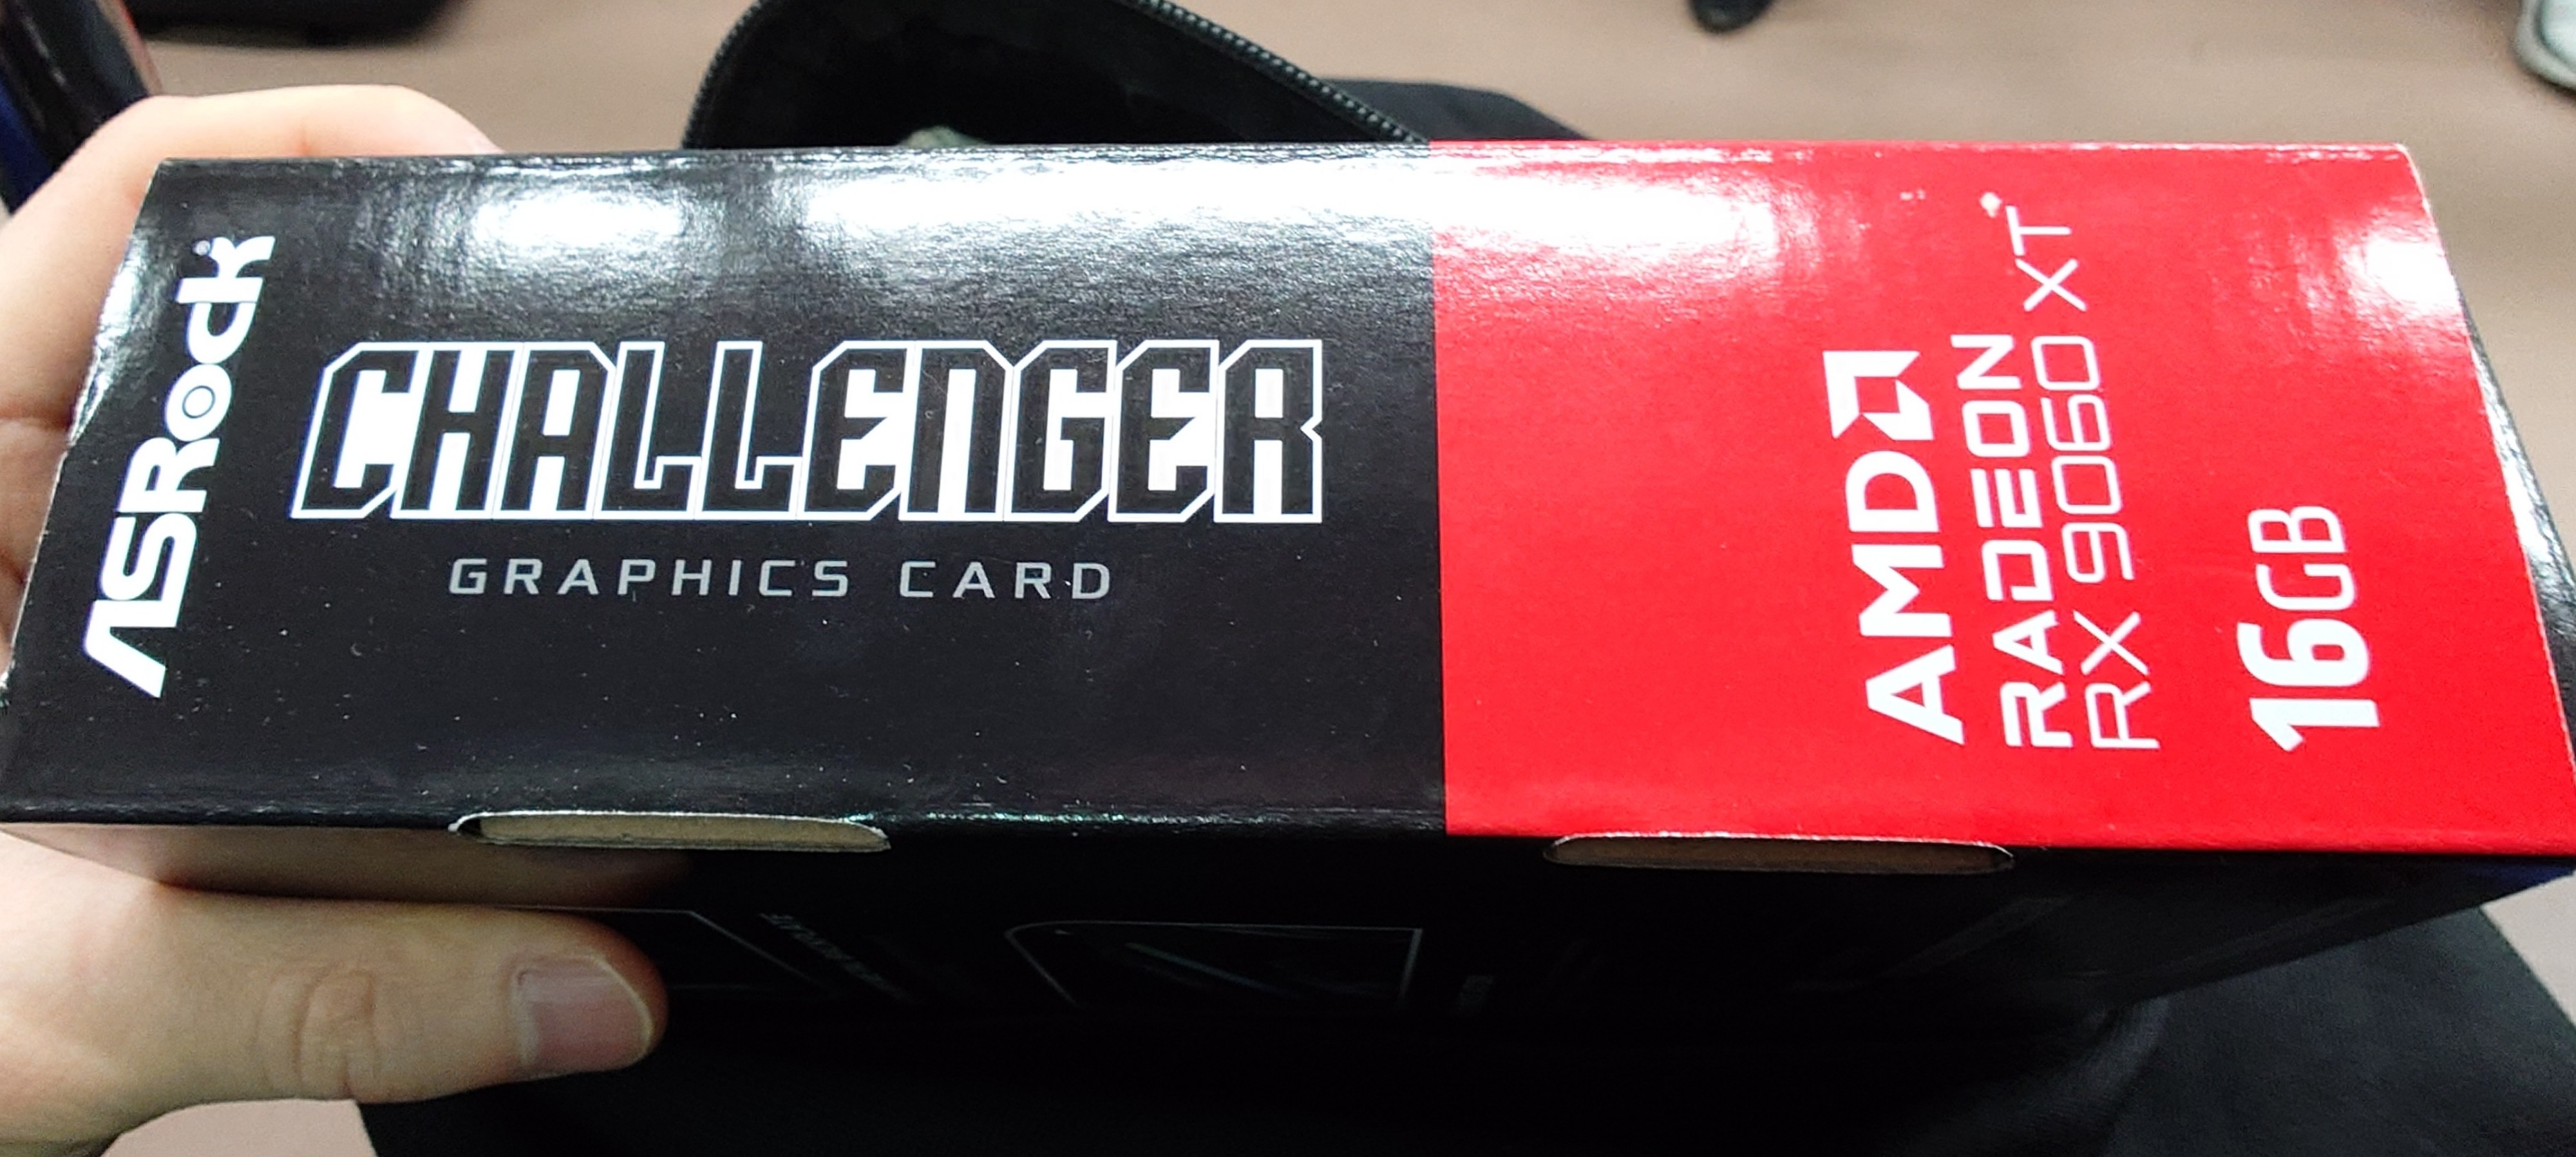 ASRock
CHALLENGER
GRAPHICS CARD
AMD
RADEON
RX 9060 XT
16GB